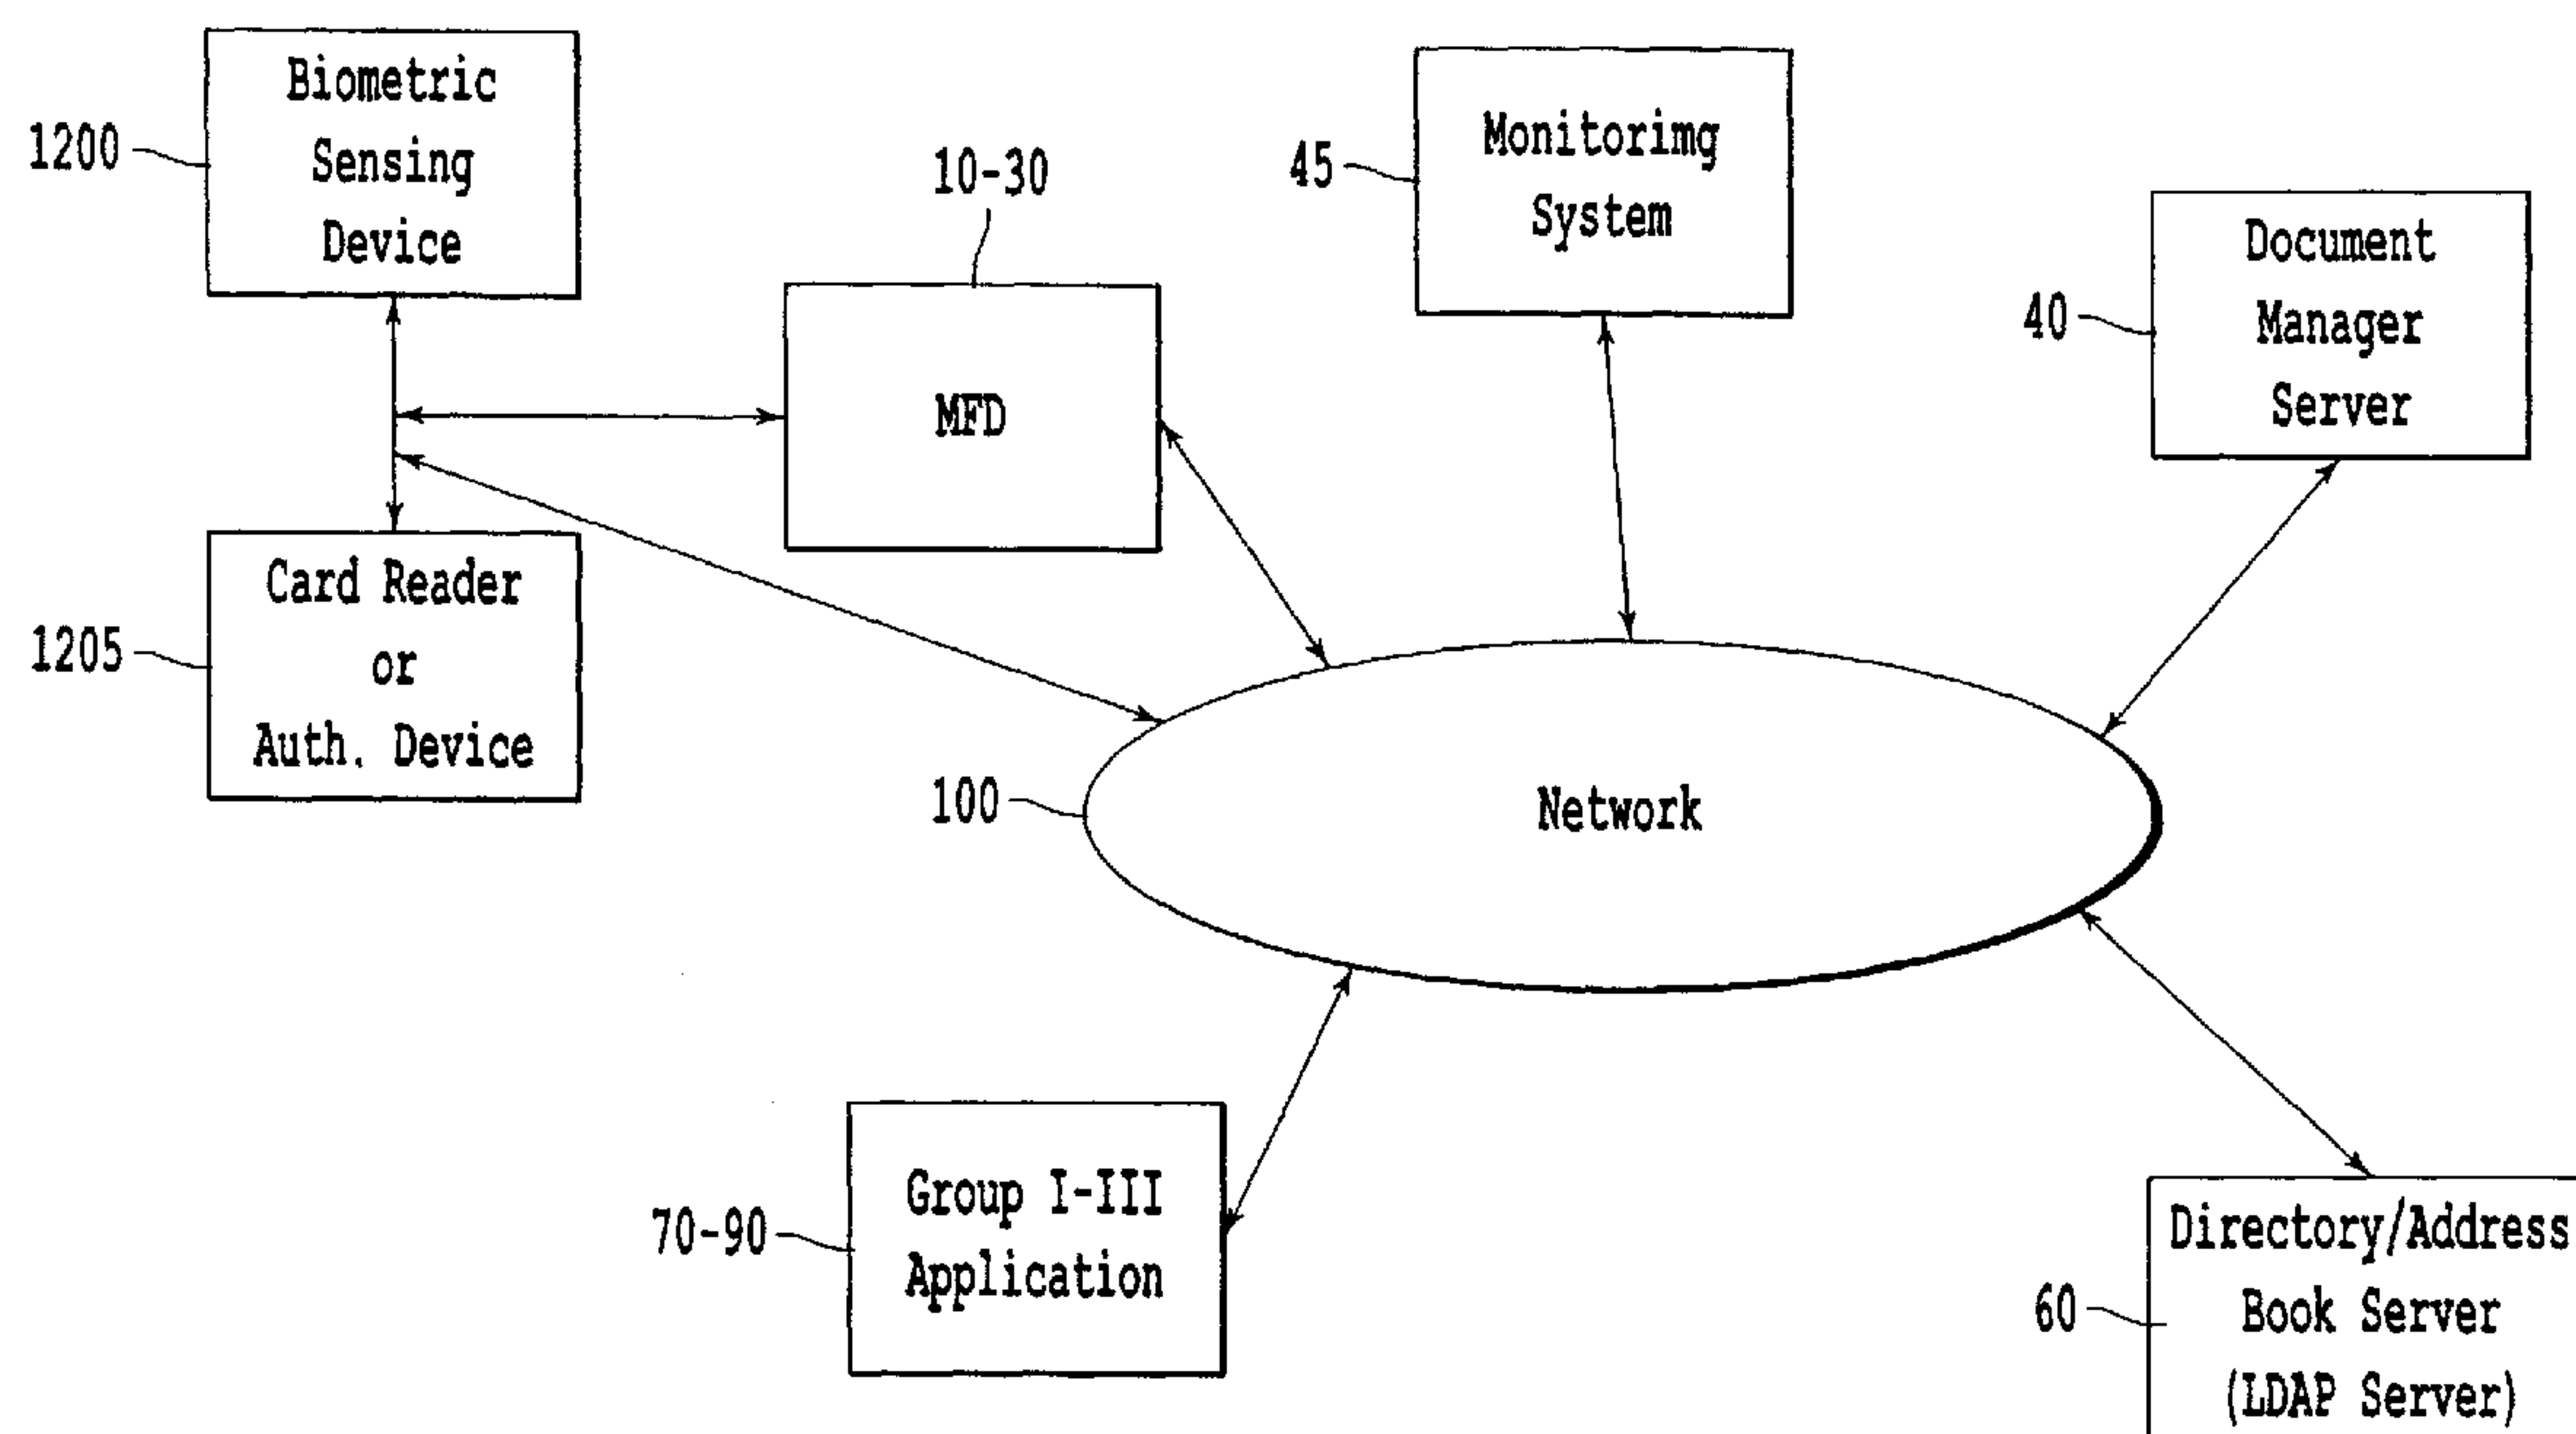 Biometric
Sensing
Device
1200
10-30
MFD
Monitorimg
System
45
Document
Manager
Server
40
Card Reader
or
Auth. Device
1205
100
Network
Group I-III
Application
70-90
Directory/Address
Book Server
(LDAP Server)
60